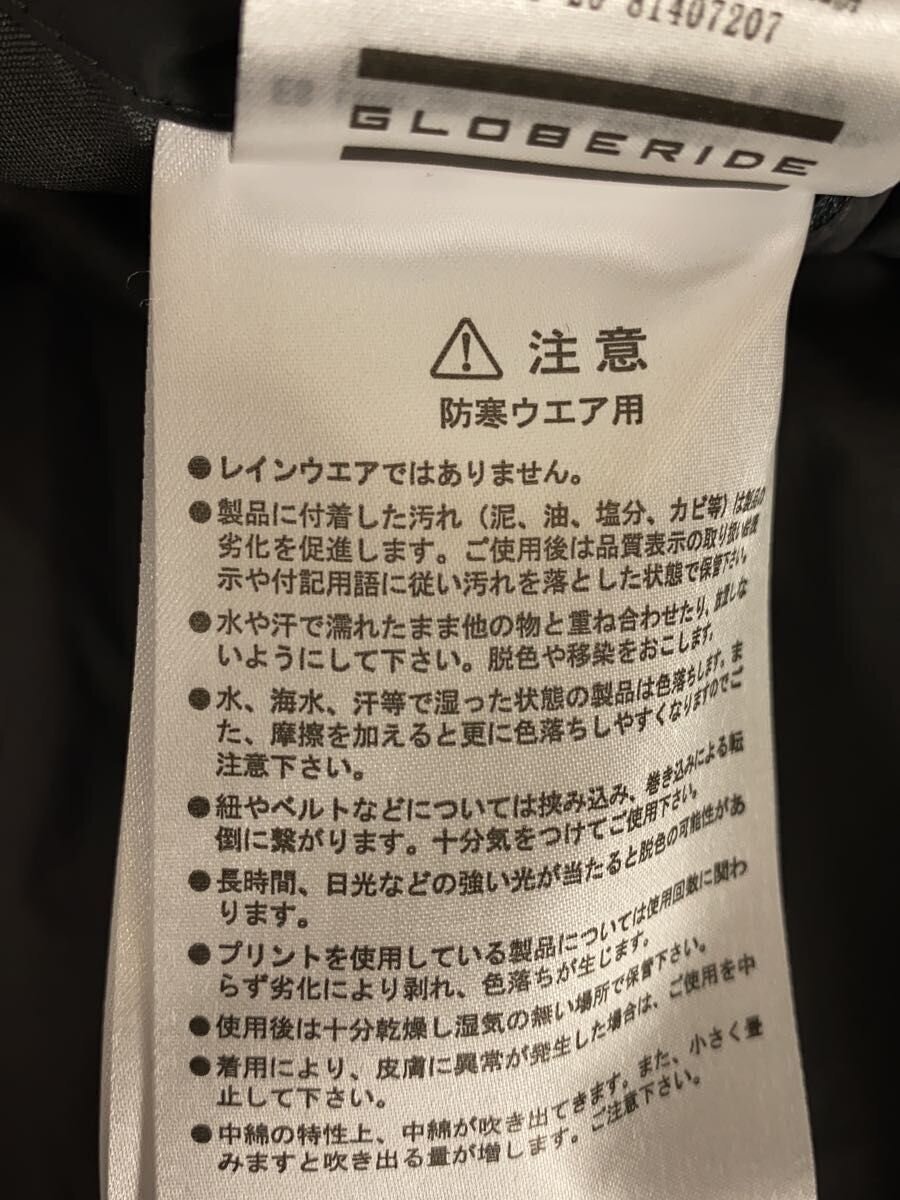 20 81407207
GLOBERIDE
注意
防寒ウエア用
●レインウエアではありません。
●製品に付着した汚れ（泥、油、塩分、カビ等）は製品の
劣化を促進します。ご使用後は品質表示の取り扱い絵表
示や付記用語に従い汚れを落とした状態で保管下さい。
●水や汗で濡れたまま他の物と重ね合わせたり、放置しな
いようにして下さい。脱色や移染をおこします。
●水、海水、汗等で湿った状態の製品は色落ちします。ま
た、摩擦を加えると更に色落ちしやすくなりますのでご
注意下さい。
●紐やベルトなどについては挟み込み、巻き込みによる転
倒に繋がります。十分気をつけてご使用下さい。
●長時間、日光などの強い光が当たると脱色の可能性があ
ります。
●プリントを使用している製品については使用回数に関わ
らず劣化により剥れ、色落ちが生じます。
●使用後は十分乾燥し湿気の無い場所で保管下さい。
●着用により、皮膚に異常が発生した場合は、ご使用を中
止して下さい。
●中綿の特性上、中綿が吹き出てきます。また、小さく畳
みますと吹き出る量が増します。ご注意下さい。